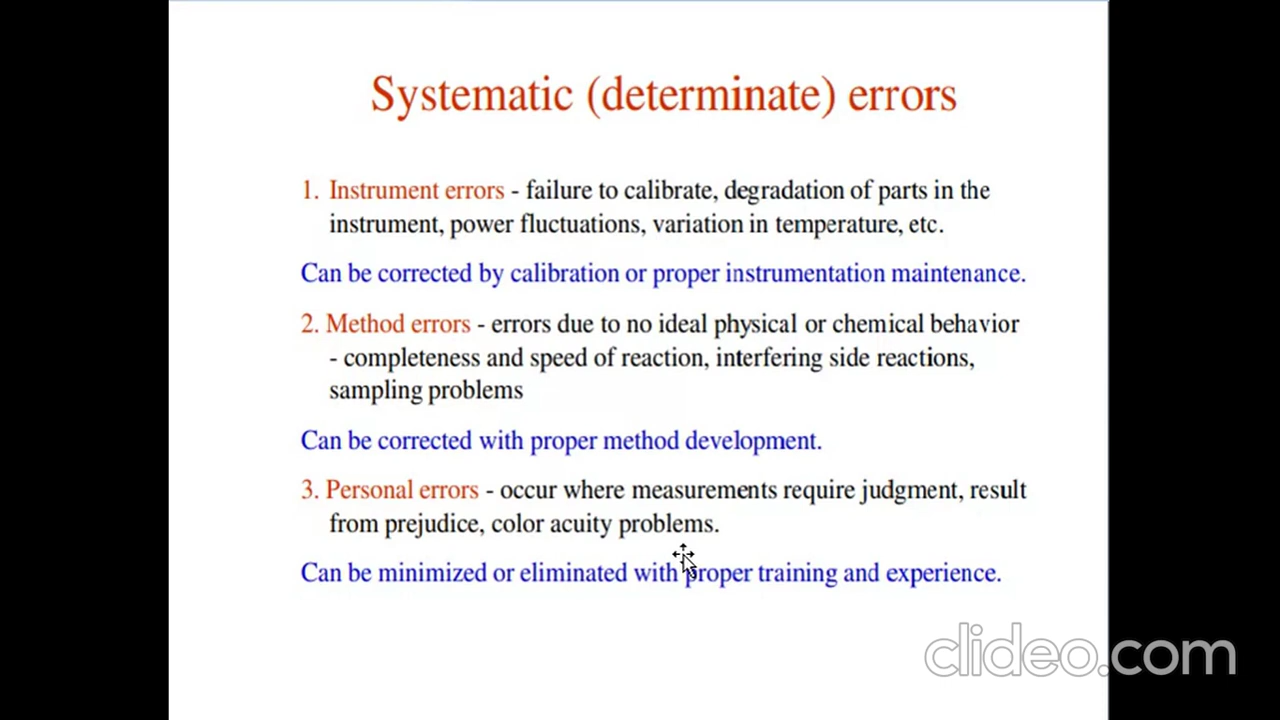 Systematic (determinate) errors
1. Instrument errors - failure to calibrate, degradation of parts in the
instrument, power fluctuations, variation in temperature, etc.
Can be corrected by calibration or proper instrumentation maintenance.
2. Method errors - errors due to no ideal physical or chemical behavior
- completeness and speed of reaction, interfering side reactions,
sampling problems
Can be corrected with proper method development.
3. Personal errors - occur where measurements require judgment, result
from prejudice, color acuity problems.
Can be minimized or eliminated with proper training and experience.
clideo.com